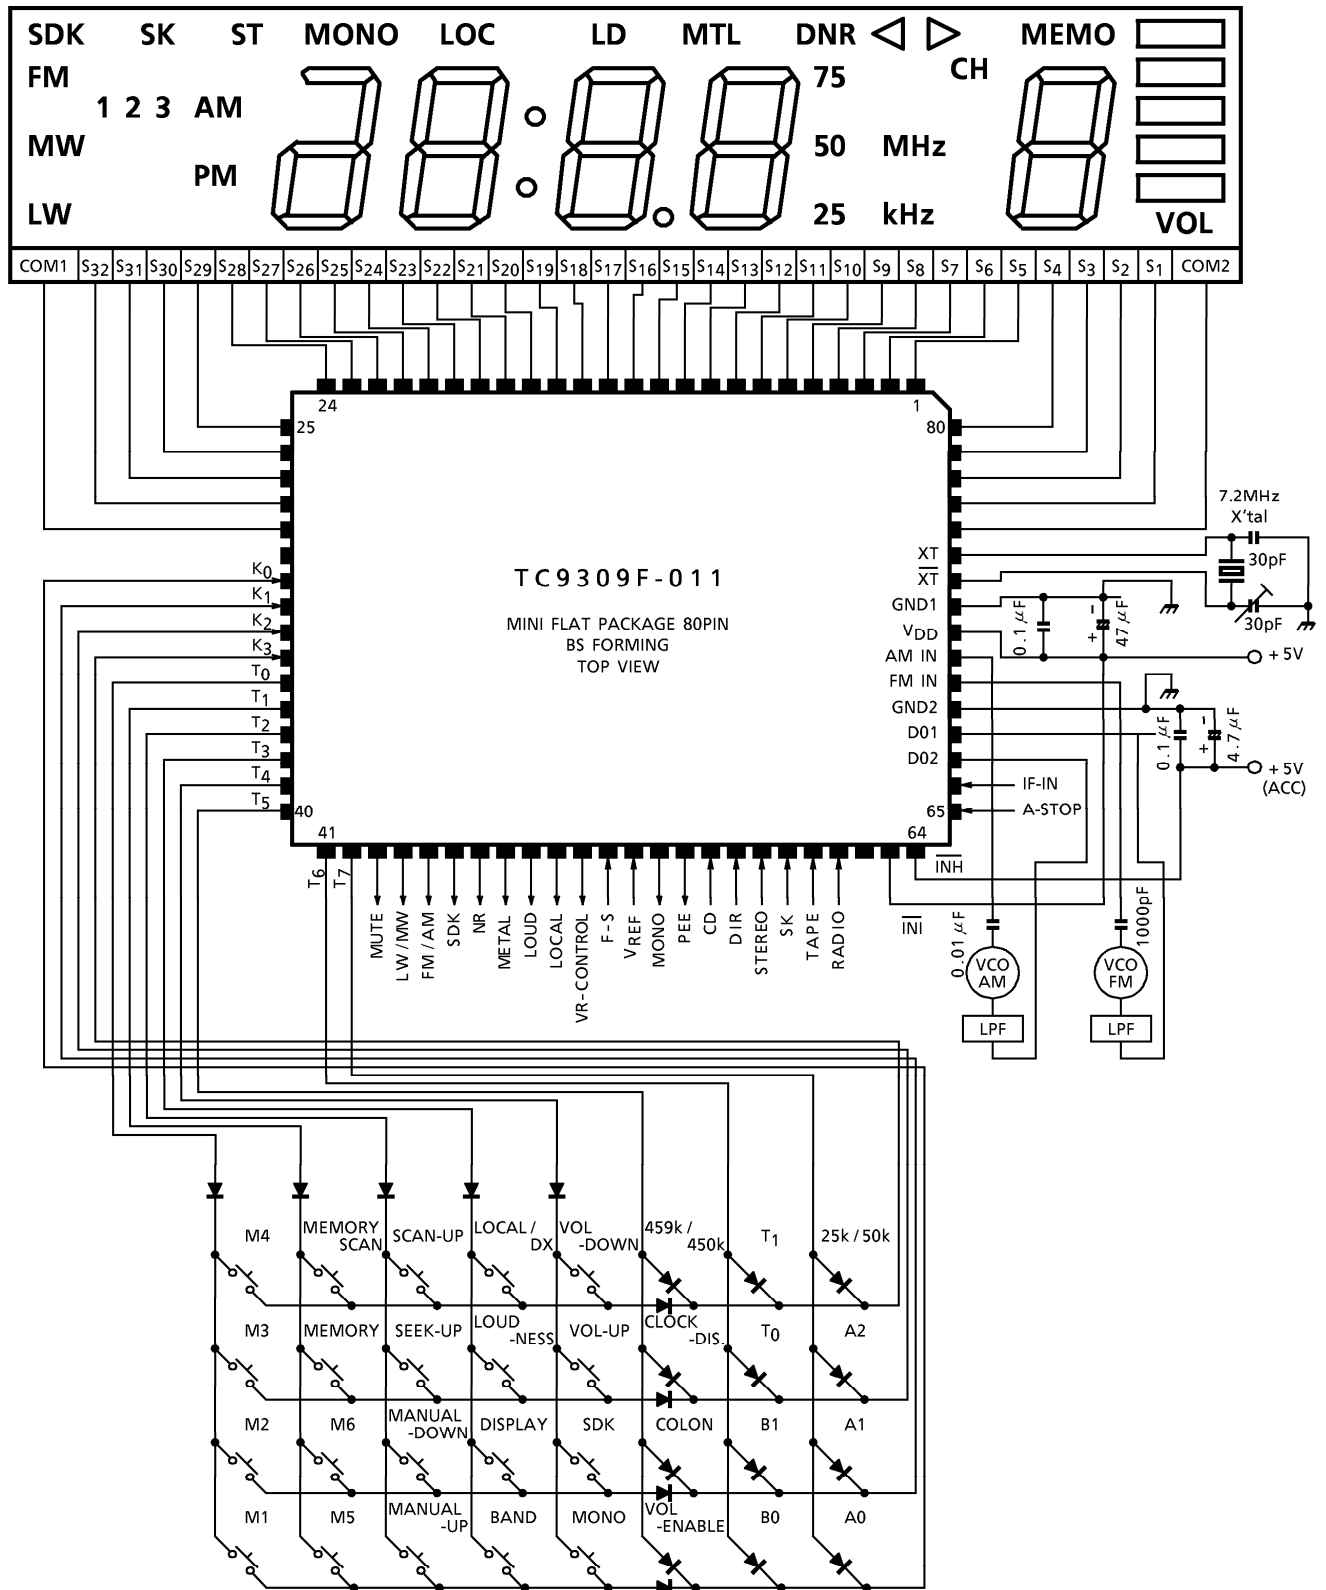 SDK SK ST MONO LOC LD MTL DNR MEMO
FM 75 CH
1 2 3 AM
MW 50 MHz
PM
LW 25 kHz VOL
COM1 S32 S31 S30 S29 S28 S27 S26 S25 S24 S23 S22 S21 S20 S19 S18 S17 S16 S15 S14 S13 S12 S11 S10 S9 S8 S7 S6 S5 S4 S3 S2 S1 COM2
24 1
25 80
7.2MHz
X'tal
30pF
30pF
TC9309F-011
MINI FLAT PACKAGE 80PIN
BS FORMING
TOP VIEW
K0
K1
K2
K3
T0
T1
T2
T3
T4
T5
40
41
XT
XT
GND1
VDD
AM IN
FM IN
GND2
D01
D02
65
64
0.1μF
- + 47μF
+5V
0.1μF
- + 4.7μF
+5V
(ACC)
IF-IN
A-STOP
INH
INI
T6
T7
MUTE
LW/MW
FM/AM
SDK
NR
METAL
LOUD
LOCAL
VR-CONTROL
F-S
VREF
MONO
PEE
CD
DIR
STEREO
SK
TAPE
RADIO
0.01μF
1000pF
VCO
AM
VCO
FM
LPF
LPF
M4 MEMORY SCAN SCAN-UP LOCAL/ DX VOL -DOWN 459k/ 450k T1 25k/50k
M3 MEMORY SEEK-UP LOUD -NESS VOL-UP CLOCK -DIS. T0 A2
M2 M6 MANUAL -DOWN DISPLAY SDK COLON B1 A1
M1 M5 MANUAL -UP BAND MONO VOL -ENABLE B0 A0